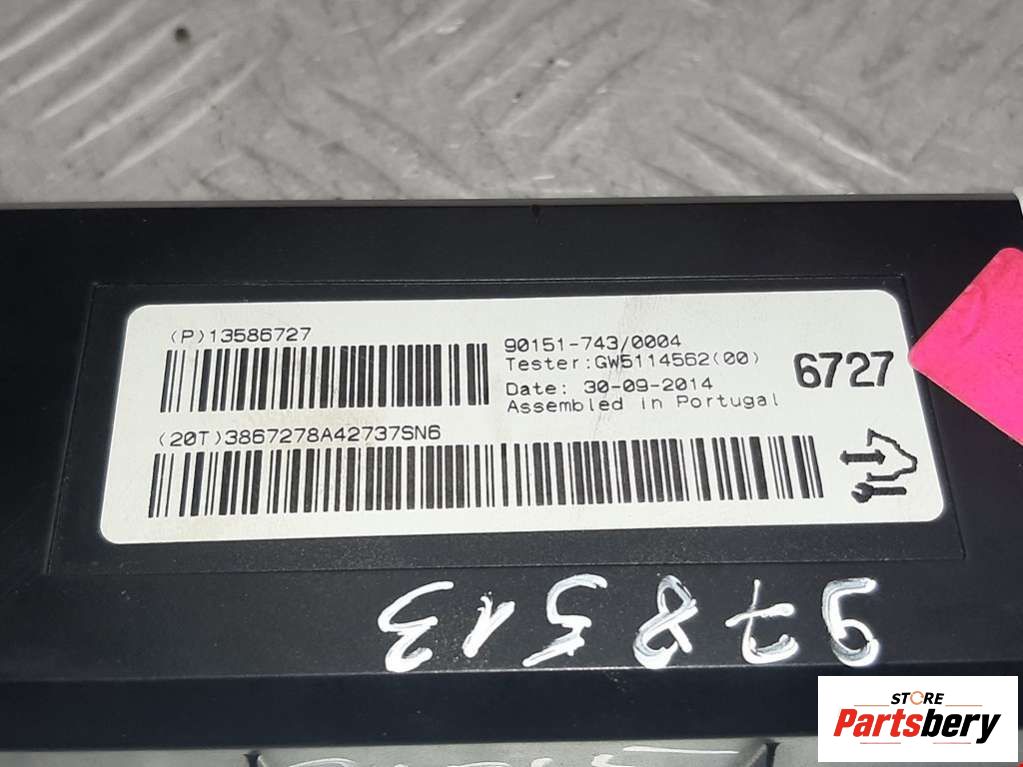 (P)13586727
90151-743/0004
Tester:GW5114562(00)
Date: 30-09-2014
Assembled in Portugal
6727
(20T)3867278A42737SN6
STORE
Partsbery